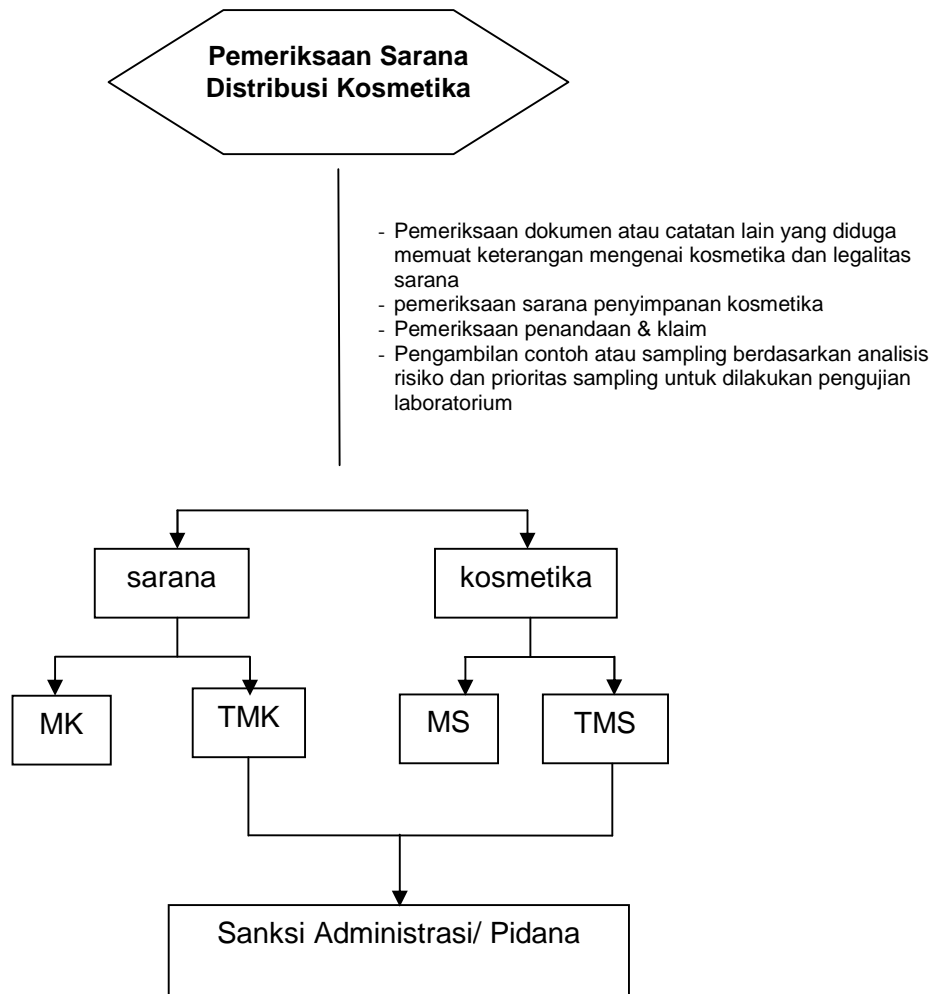 Pemeriksaan Sarana
Distribusi Kosmetika
- Pemeriksaan dokumen atau catatan lain yang diduga
memuat keterangan mengenai kosmetika dan legalitas
sarana
- pemeriksaan sarana penyimpanan kosmetika
- Pemeriksaan penandaan & klaim
- Pengambilan contoh atau sampling berdasarkan analisis
risiko dan prioritas sampling untuk dilakukan pengujian
laboratorium
sarana
kosmetika
MK
TMK
MS
TMS
Sanksi Administrasi/ Pidana